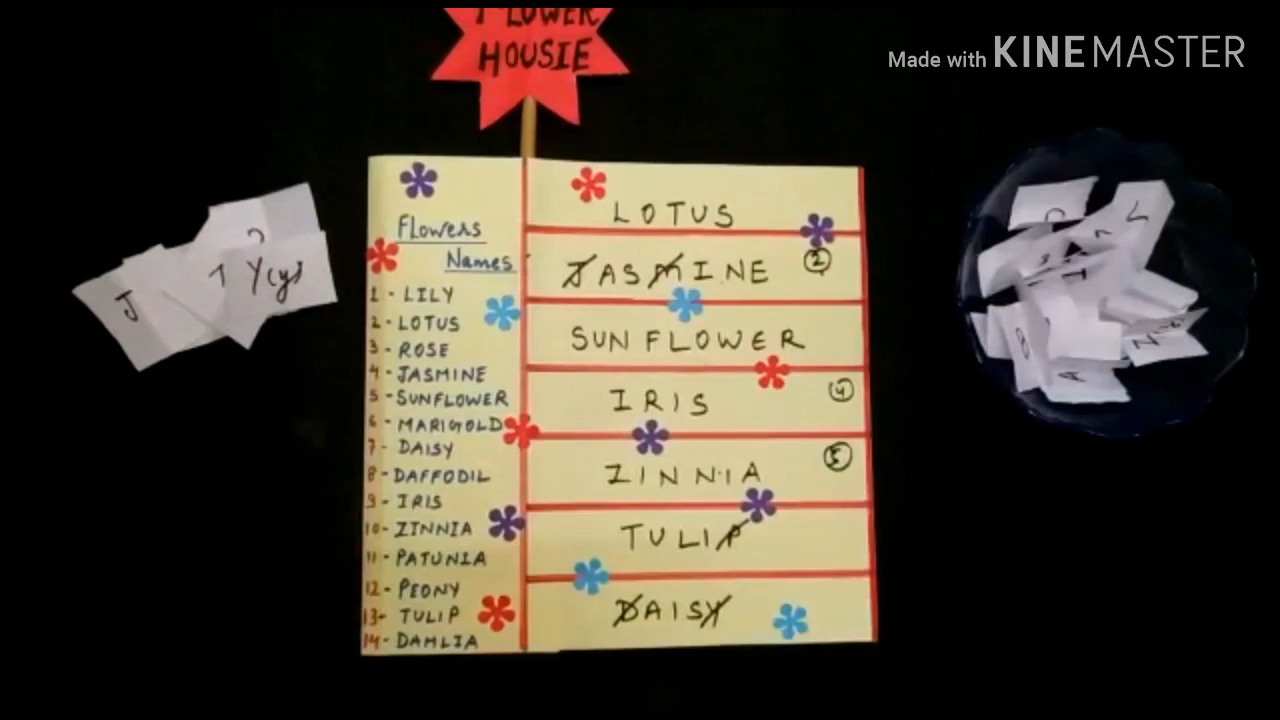 FLOWER
HOUSIE
Made with KINEMASTER
Flowers
Names
1 - LILY
2 - LOTUS
3 - ROSE
4 - JASMINE
5 - SUNFLOWER
6 - MARIGOLD
7 - DAISY
8 - DAFFODIL
9 - IRIS
10 - ZINNIA
11 - PATUNIA
12 - PEONY
13 - TULIP
14 - DAHLIA
LOTUS
JASMINE 2
SUNFLOWER
IRIS 4
ZINNIA 5
TULIP
DAISY
J
Y(y)